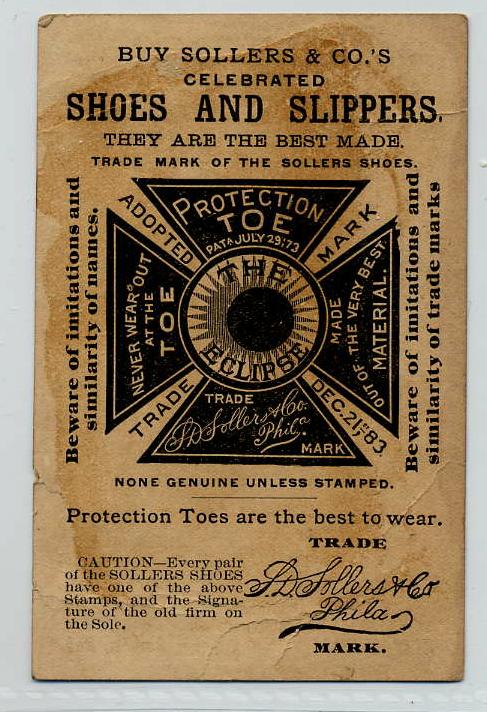 BUY SOLLERS & CO.'S
CELEBRATED
SHOES AND SLIPPERS.
THEY ARE THE BEST MADE.
TRADE MARK OF THE SOLLERS SHOES.
Beware of imitations and
similarity of names.
ADOPTED
PROTECTION
TOE
PATd JULY 29; 73
MARK
NEVER WEAR OUT
AT THE
TOE
THE
ECLIPSE
MADE
OUT OF THE VERY BEST
MATERIAL.
TRADE
TRADE
S.D. Sollers & Co.
Phila.
MARK
DEC. 21ST, 83.
Beware of imitations and
similarity of trade marks
NONE GENUINE UNLESS STAMPED.
Protection Toes are the best to wear.
CAUTION—Every pair
of the SOLLERS SHOES
have one of the above
Stamps, and the Signa-
ture of the old firm on
the Sole.
TRADE
S.D. Sollers & Co
Phila
MARK.